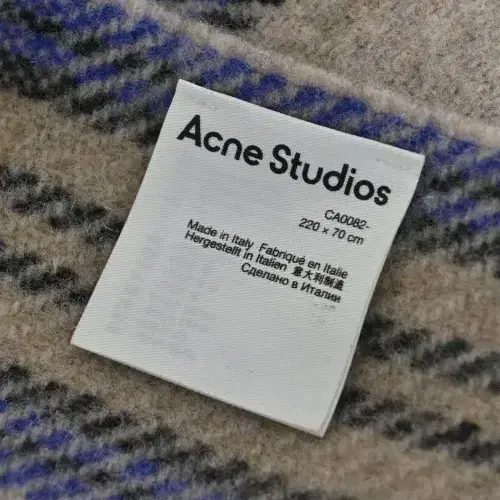 Acne Studios
CA0082-
220 x 70 cm
Made in Italy Fabriqué en Italie
Hergestellt in Italien 意大利制造
Сделано в Италии